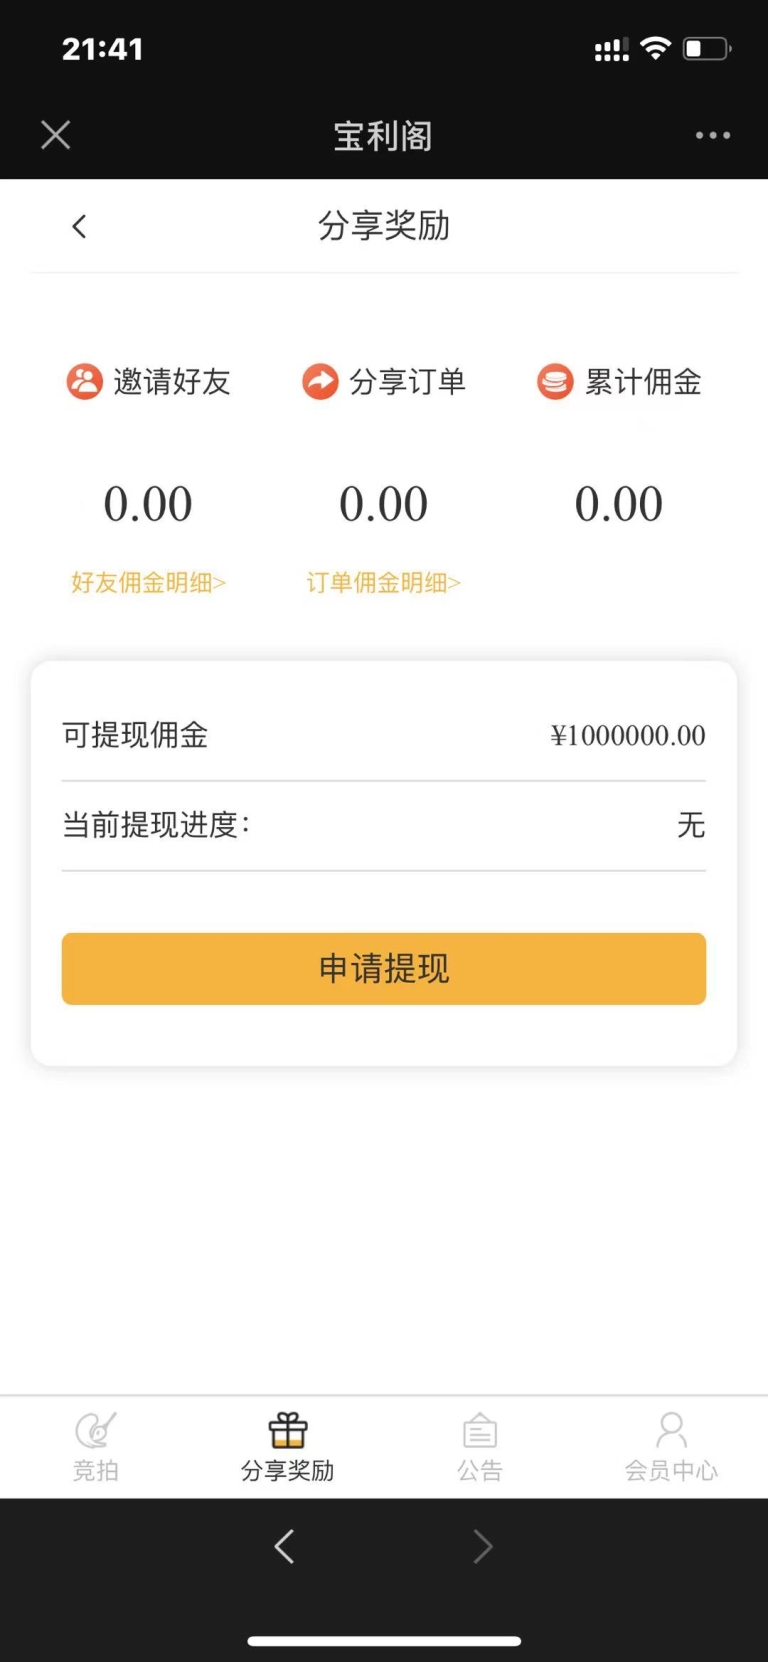 21:41
宝利阁
分享奖励
邀请好友 分享订单 累计佣金
0.00 0.00 0.00
好友佣金明细> 订单佣金明细>
可提现佣金 ¥1000000.00
当前提现进度: 无
申请提现
竞拍 分享奖励 公告 会员中心